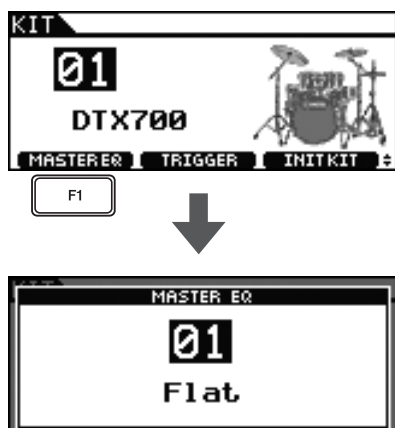 KIT
01
DTX700
MASTER EQ TRIGGER INIT KIT
F1
MASTER EQ
01
Flat